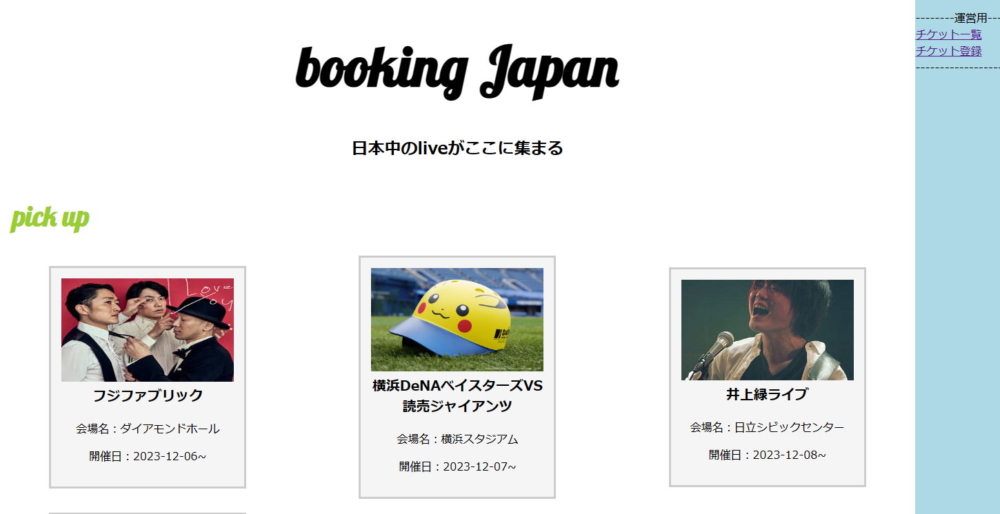 --------運営用---
チケット一覧
チケット登録
------------------
booking Japan
日本中のliveがここに集まる
pick up
Love
oy
フジファブリック
会場名：ダイアモンドホール
開催日：2023-12-06~
横浜DeNAベイスターズVS
読売ジャイアンツ
会場名：横浜スタジアム
開催日：2023-12-07~
井上緑ライブ
会場名：日立シビックセンター
開催日：2023-12-08~